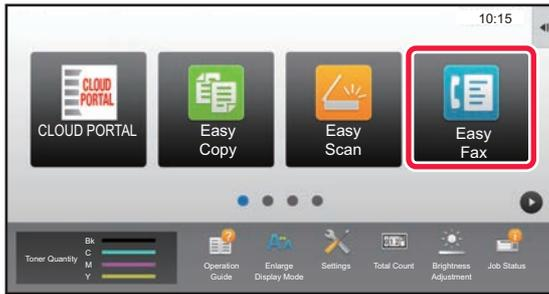 10:15
CLOUD
PORTAL
CLOUD PORTAL
Easy
Copy
Easy
Scan
Easy
Fax
Toner Quantity
Bk
C
M
Y
Operation
Guide
Enlarge
Display Mode
Settings
Total Count
Brightness
Adjustment
Job Status